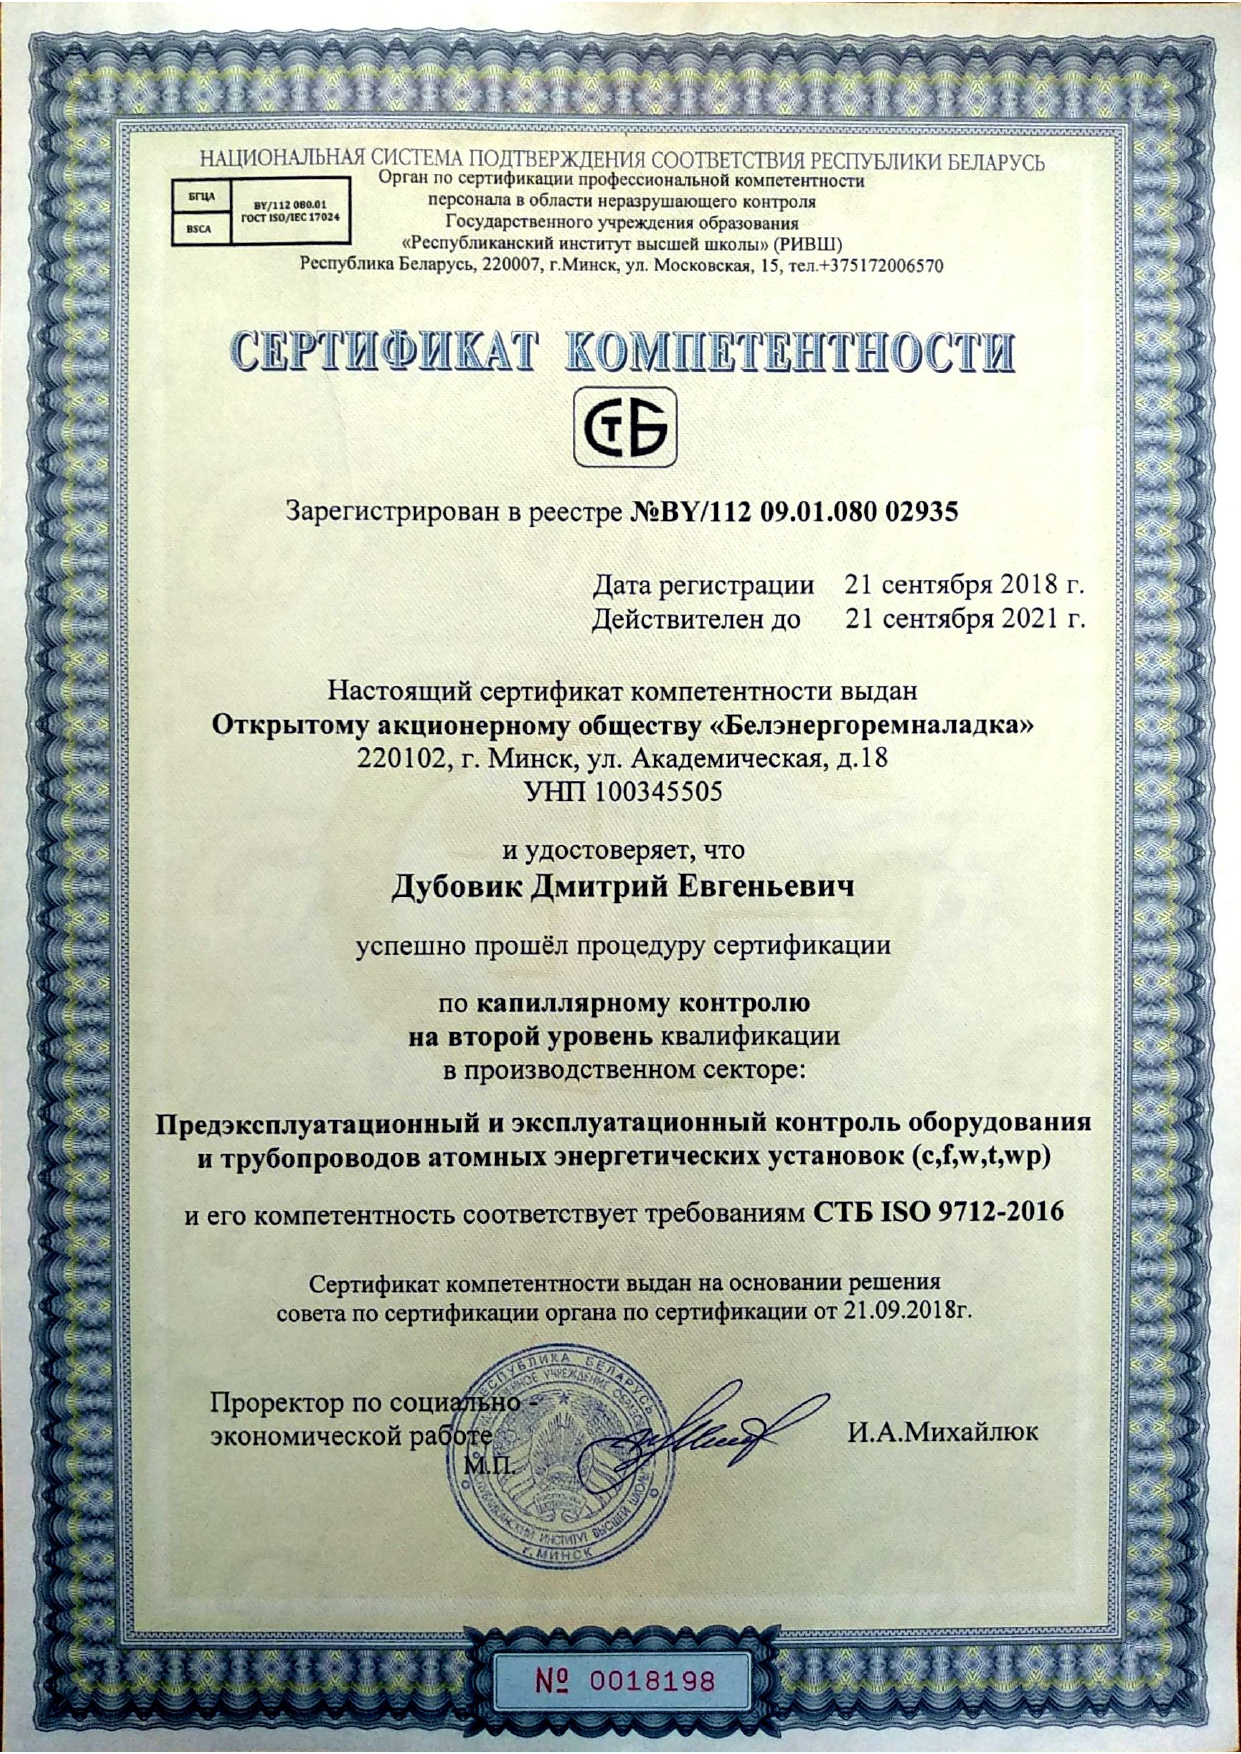 НАЦИОНАЛЬНАЯ СИСТЕМА ПОДТВЕРЖДЕНИЯ СООТВЕТСТВИЯ РЕСПУБЛИКИ БЕЛАРУСЬ
БГЦА
BSCA
BY/112 080.01
ГОСТ ISO/IEC 17024
Орган по сертификации профессиональной компетентности
персонала в области неразрушающего контроля
Государственного учреждения образования
«Республиканский институт высшей школы» (РИВШ)
Республика Беларусь, 220007, г.Минск, ул. Московская, 15, тел.+375172006570
СЕРТИФИКАТ КОМПЕТЕНТНОСТИ
СТБ
Зарегистрирован в реестре №BY/112 09.01.080 02935
Дата регистрации 21 сентября 2018 г.
Действителен до 21 сентября 2021 г.
Настоящий сертификат компетентности выдан
Открытому акционерному обществу «Белэнергоремналадка»
220102, г. Минск, ул. Академическая, д.18
УНП 100345505
и удостоверяет, что
Дубовик Дмитрий Евгеньевич
успешно прошёл процедуру сертификации
по капиллярному контролю
на второй уровень квалификации
в производственном секторе:
Предэксплуатационный и эксплуатационный контроль оборудования
и трубопроводов атомных энергетических установок (c,f,w,t,wp)
и его компетентность соответствует требованиям СТБ ISO 9712-2016
Сертификат компетентности выдан на основании решения
совета по сертификации органа по сертификации от 21.09.2018г.
Проректор по социально -
экономической работе
М.П.
И.А.Михайлюк
РЕСПУБЛИКА БЕЛАРУСЬ
РЕСПУБЛИКАНСКИЙ ИНСТИТУТ ВЫСШЕЙ ШКОЛЫ
г. МИНСК
№ 0018198